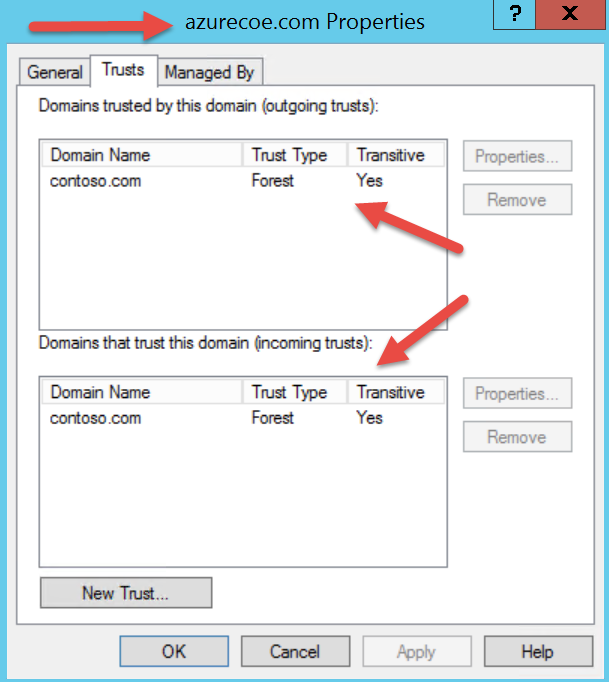 azurecoe.com Properties
? X
General Trusts Managed By
Domains trusted by this domain (outgoing trusts):
Domain Name Trust Type Transitive Properties...
contoso.com Forest Yes
Remove
Domains that trust this domain (incoming trusts):
Domain Name Trust Type Transitive Properties...
contoso.com Forest Yes
Remove
New Trust...
OK Cancel Apply Help